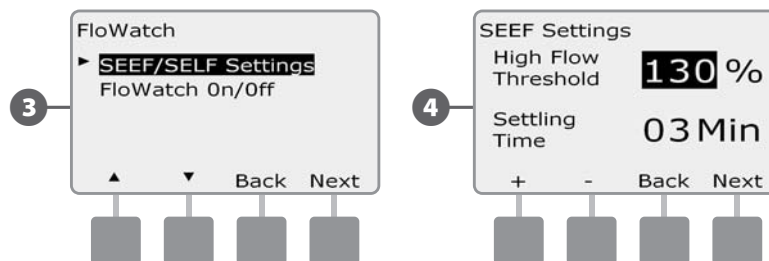 3
FloWatch
► SEEF/SELF Settings
FloWatch On/Off
▲ ▼ Back Next
4
SEEF Settings
High Flow
Threshold 130 %
Settling
Time 03 Min
+ - Back Next